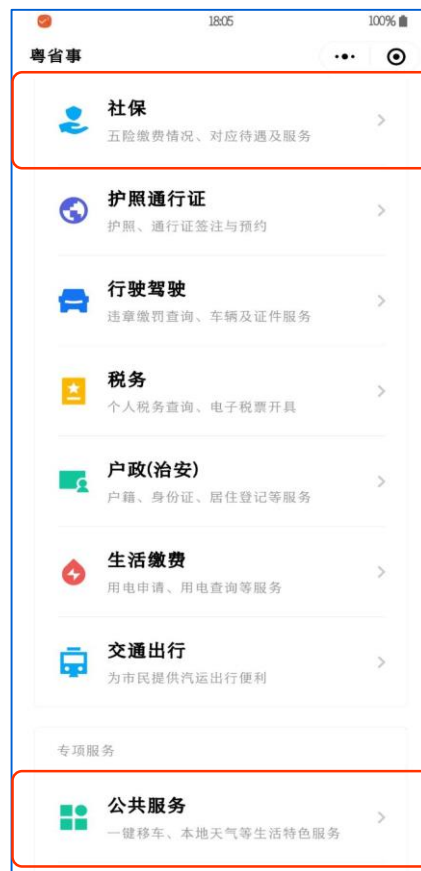 18:05
100%
粤省事
社保
五险缴费情况、对应待遇及服务
护照通行证
护照、通行证签注与预约
行驶驾驶
违章缴罚查询、车辆及证件服务
税务
个人税务查询、电子税票开具
户政(治安)
户籍、身份证、居住登记等服务
生活缴费
用电申请、用电查询等服务
交通出行
为市民提供汽运出行便利
专项服务
公共服务
一键移车、本地天气等生活特色服务